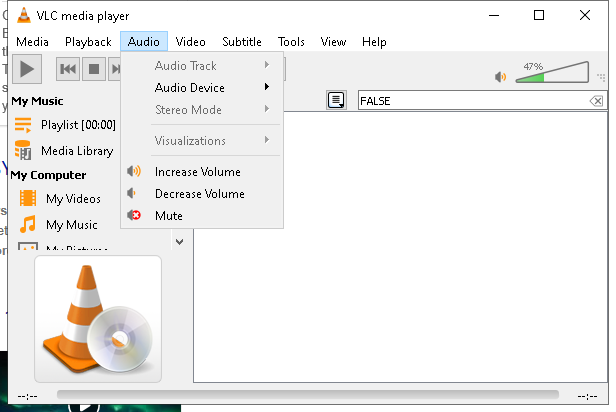 VLC media player
Media Playback Audio Video Subtitle Tools View Help
Audio Track
Audio Device
Stereo Mode
Visualizations
Increase Volume
Decrease Volume
Mute
47%
FALSE
My Music
Playlist [00:00]
Media Library
My Computer
My Videos
My Music
My Pictures
--:-- --:--